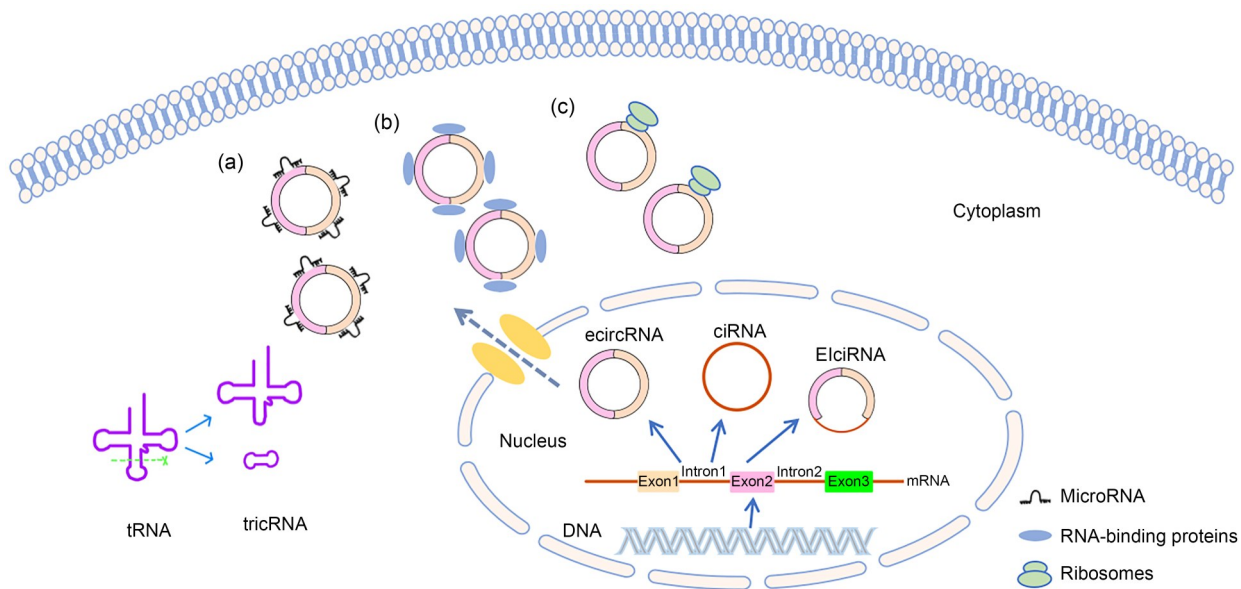 (a)
(b)
(c)
Cytoplasm
ecircRNA
ciRNA
EIciRNA
Nucleus
Exon1
Intron1
Exon2
Intron2
Exon3
mRNA
DNA
tRNA
tricRNA
MicroRNA
RNA-binding proteins
Ribosomes